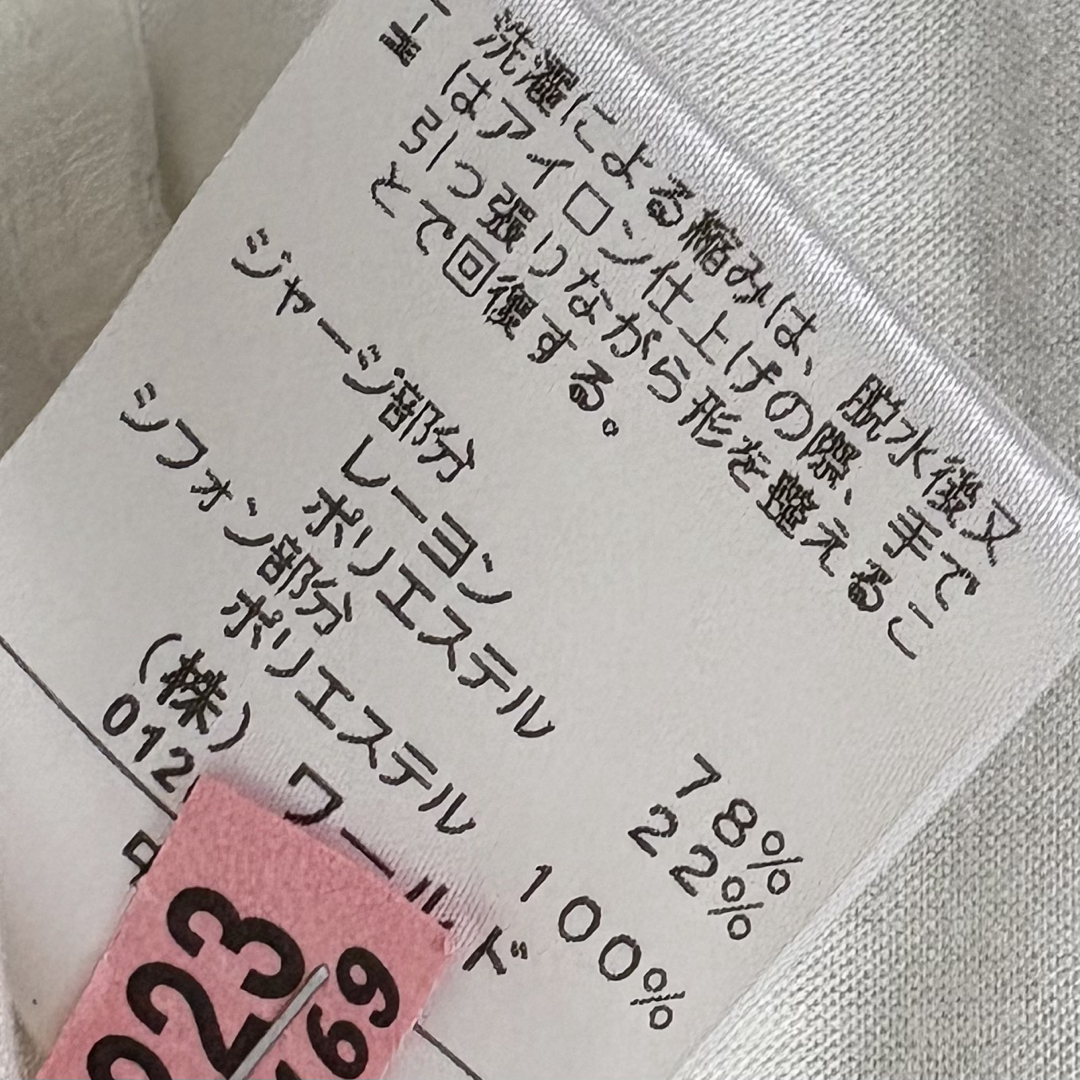 洗濯による縮みは、脱水後又
はアイロン仕上げの際、手で
引っ張りながら形を整えるこ
とで回復する。
ジャージ部分
レーヨン 78%
ポリエステル 22%
シフォン部分
ポリエステル 100%
（株）ワールド
012
023
169